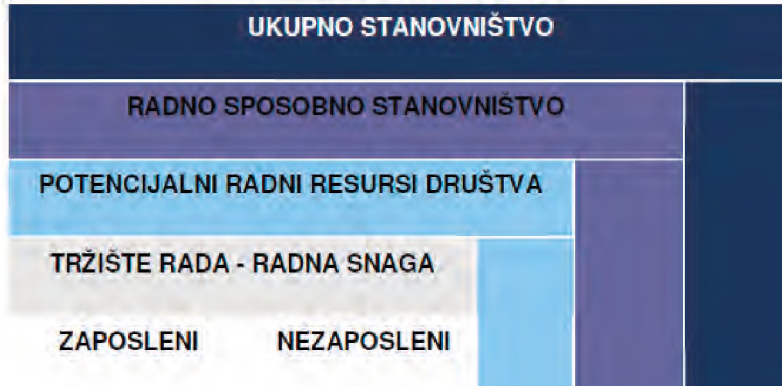 UKUPNO STANOVNIŠTVO
RADNO SPOSOBNO STANOVNIŠTVO
POTENCIJALNI RADNI RESURSI DRUŠTVA
TRŽIŠTE RADA - RADNA SNAGA
ZAPOSLENI NEZAPOSLENI